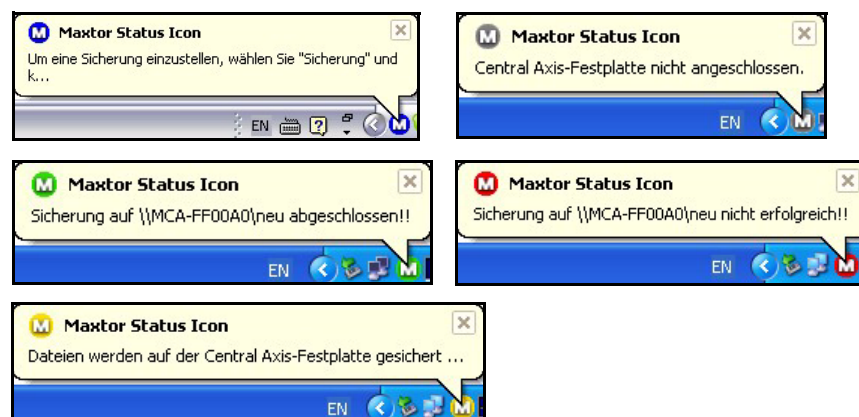 M Maxtor Status Icon
Um eine Sicherung einzustellen, wählen Sie "Sicherung" und
k...
EN ? M
M Maxtor Status Icon
Central Axis-Festplatte nicht angeschlossen.
EN M
M Maxtor Status Icon
Sicherung auf \\MCA-FF00A0\neu abgeschlossen!!
EN M
M Maxtor Status Icon
Sicherung auf \\MCA-FF00A0\neu nicht erfolgreich!!
EN M
M Maxtor Status Icon
Dateien werden auf der Central Axis-Festplatte gesichert ...
EN M